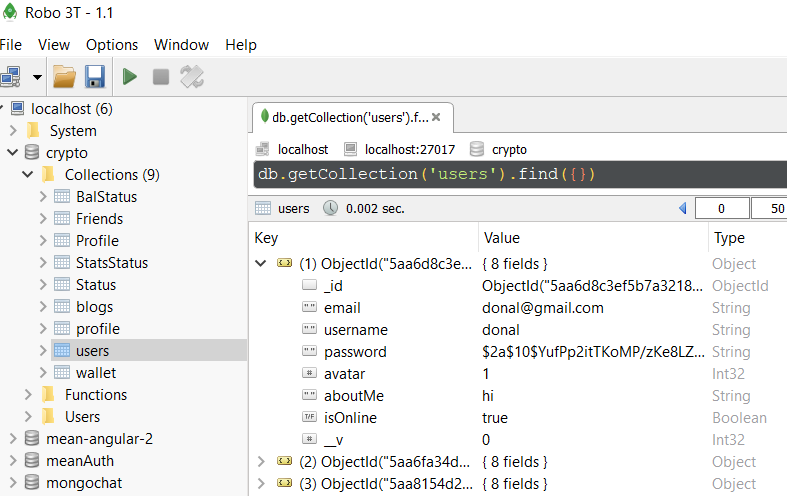 Robo 3T - 1.1
File View Options Window Help
localhost (6)
System
crypto
Collections (9)
BalStatus
Friends
Profile
StatsStatus
Status
blogs
profile
users
wallet
Functions
Users
mean-angular-2
meanAuth
mongochat
db.getCollection('users').f...
localhost localhost:27017 crypto
db.getCollection('users').find({})
users 0.002 sec. 0 50
Key Value Type
(1) ObjectId("5aa6d8c3e... { 8 fields } Object
_id ObjectId("5aa6d8c3ef5b7a3218... ObjectId
email donal@gmail.com String
username donal String
password $2a$10$YufPp2itTKoMP/zKe8LZ... String
avatar 1 Int32
aboutMe hi String
isOnline true Boolean
__v 0 Int32
(2) ObjectId("5aa6fa34d... { 8 fields } Object
(3) ObjectId("5aa8154d2... { 8 fields } Object